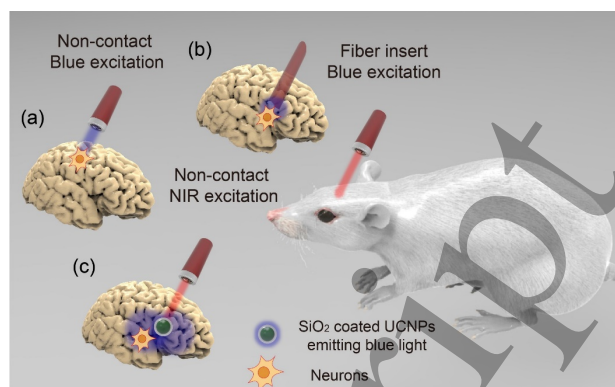 Non-contact
Blue excitation
(a)
(b)
Fiber insert
Blue excitation
Non-contact
NIR excitation
(c)
SiO₂ coated UCNPs
emitting blue light
Neurons